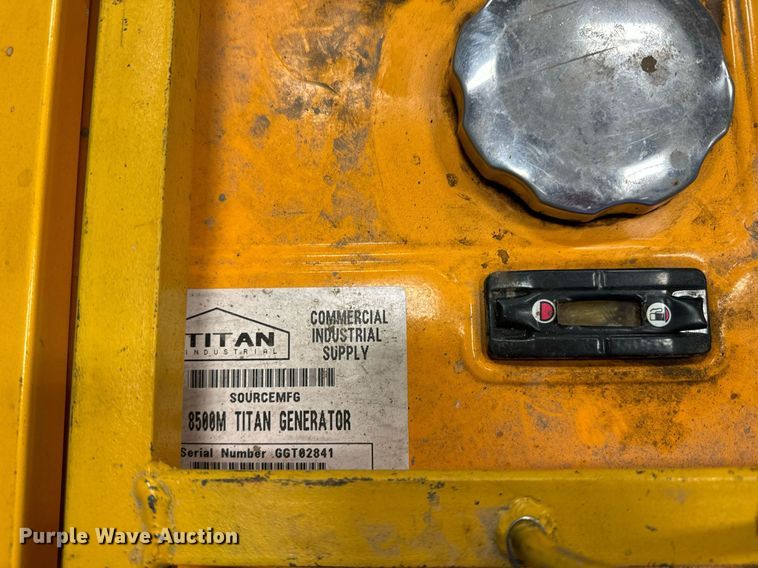 TITAN
INDUSTRIAL
COMMERCIAL
INDUSTRIAL
SUPPLY
SOURCEMFG
8500M TITAN GENERATOR
Serial Number GGT02841
Purple Wave Auction